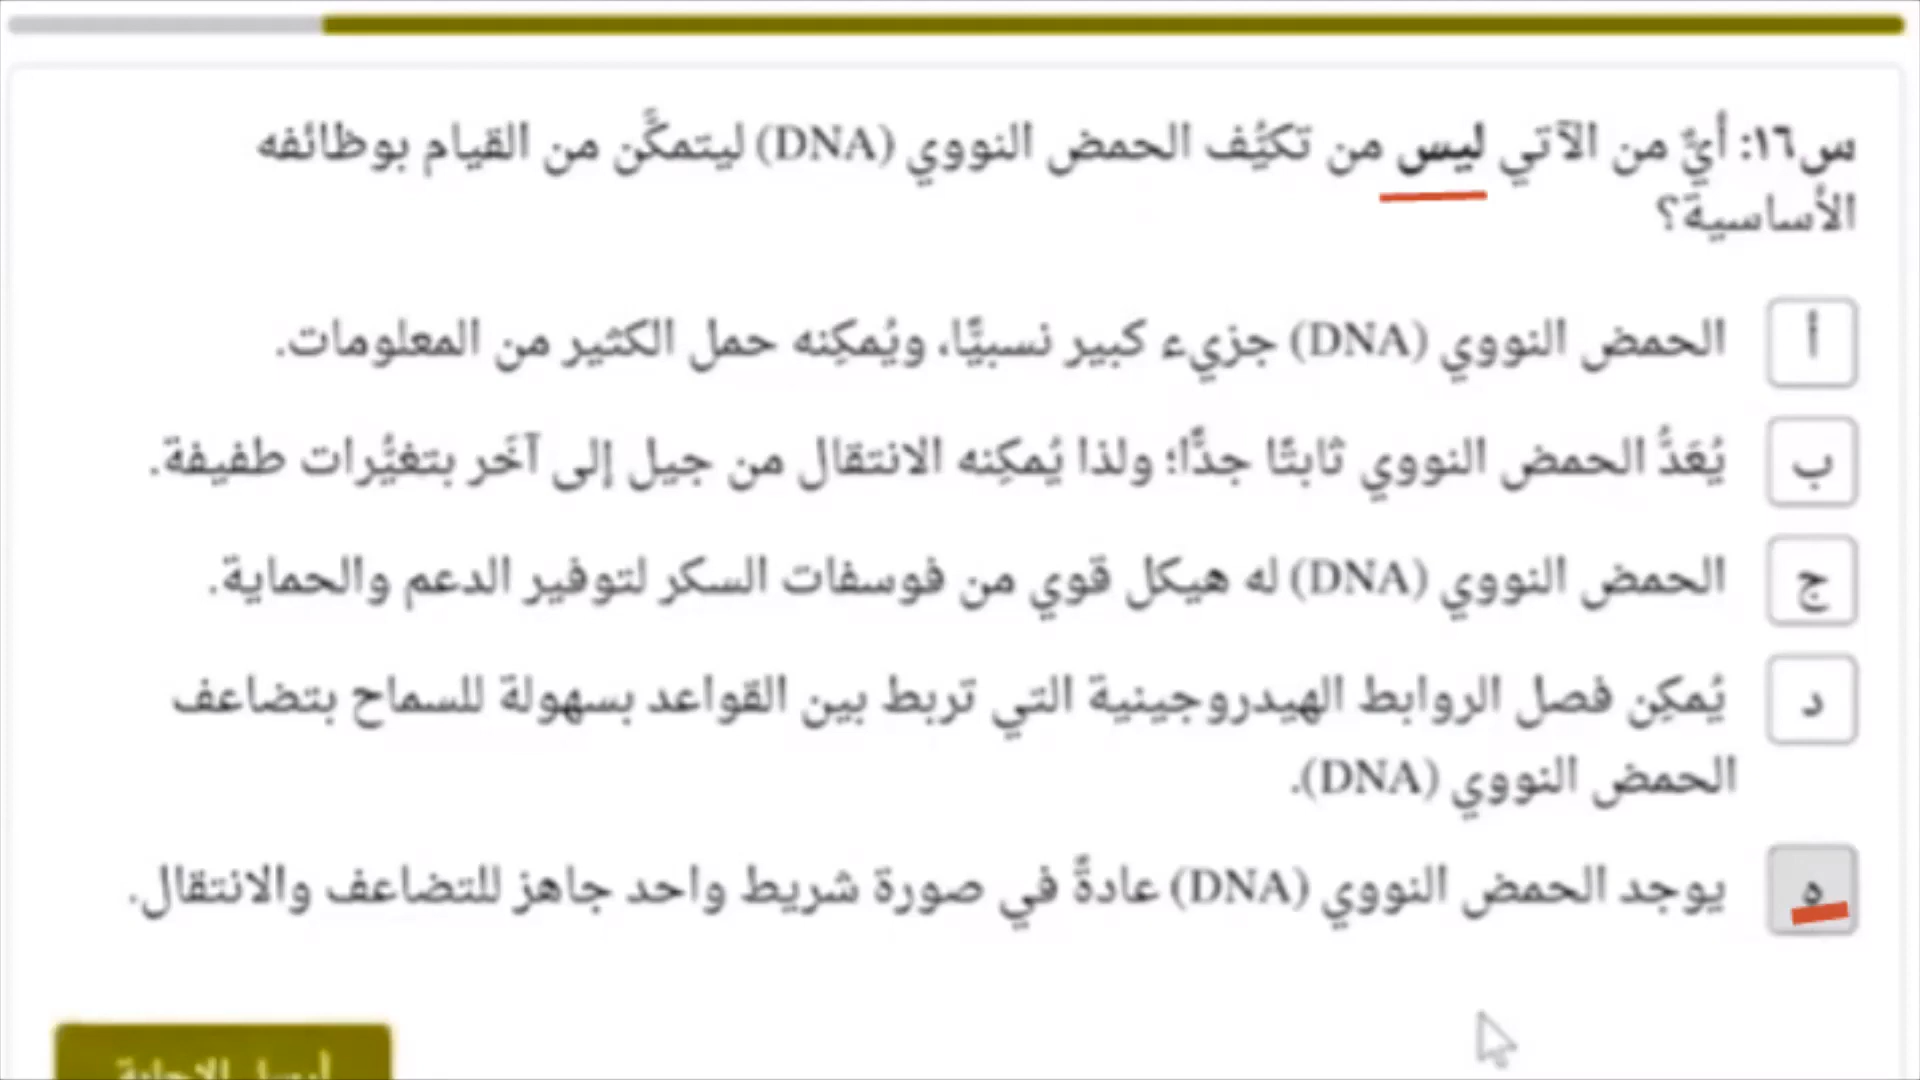 س١٦: أيٌّ من الآتي ليس من تكيُّف الحمض النووي (DNA) ليتمكَّن من القيام بوظائفه
الأساسية؟
أ الحمض النووي (DNA) جزيء كبير نسبيًّا، ويُمكِنه حمل الكثير من المعلومات.
ب يُعَدُّ الحمض النووي ثابتًا جدًّا؛ ولذا يُمكِنه الانتقال من جيل إلى آخَر بتغيُّرات طفيفة.
ج الحمض النووي (DNA) له هيكل قوي من فوسفات السكر لتوفير الدعم والحماية.
د يُمكِن فصل الروابط الهيدروجينية التي تربط بين القواعد بسهولة للسماح بتضاعف
الحمض النووي (DNA).
ه يوجد الحمض النووي (DNA) عادةً في صورة شريط واحد جاهز للتضاعف والانتقال.